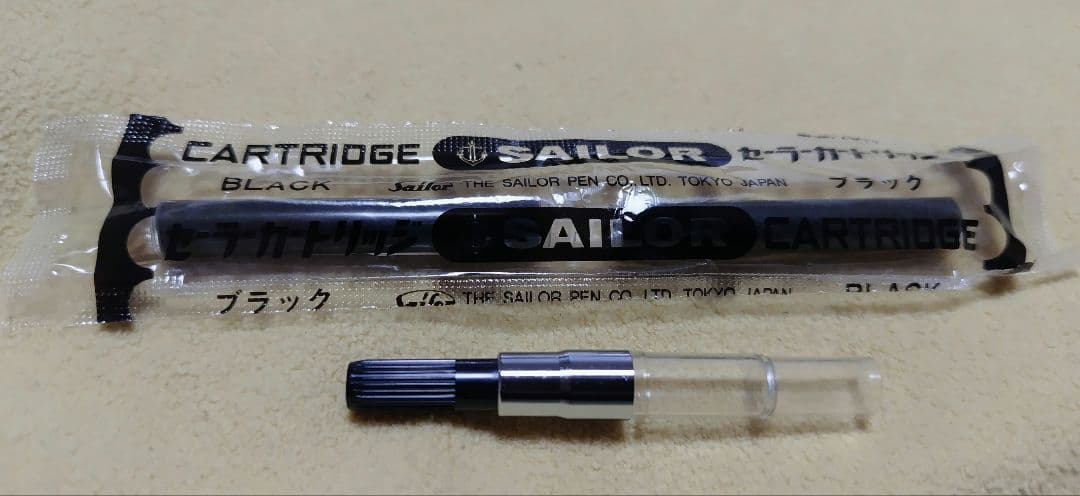 CARTRIDGE SAILOR セーラーカートリッジ
BLACK Sailor THE SAILOR PEN CO., LTD. TOKYO JAPAN ブラック
セーラーカートリッジ SAILOR CARTRIDGE
ブラック Sailor THE SAILOR PEN CO., LTD. TOKYO JAPAN BLACK